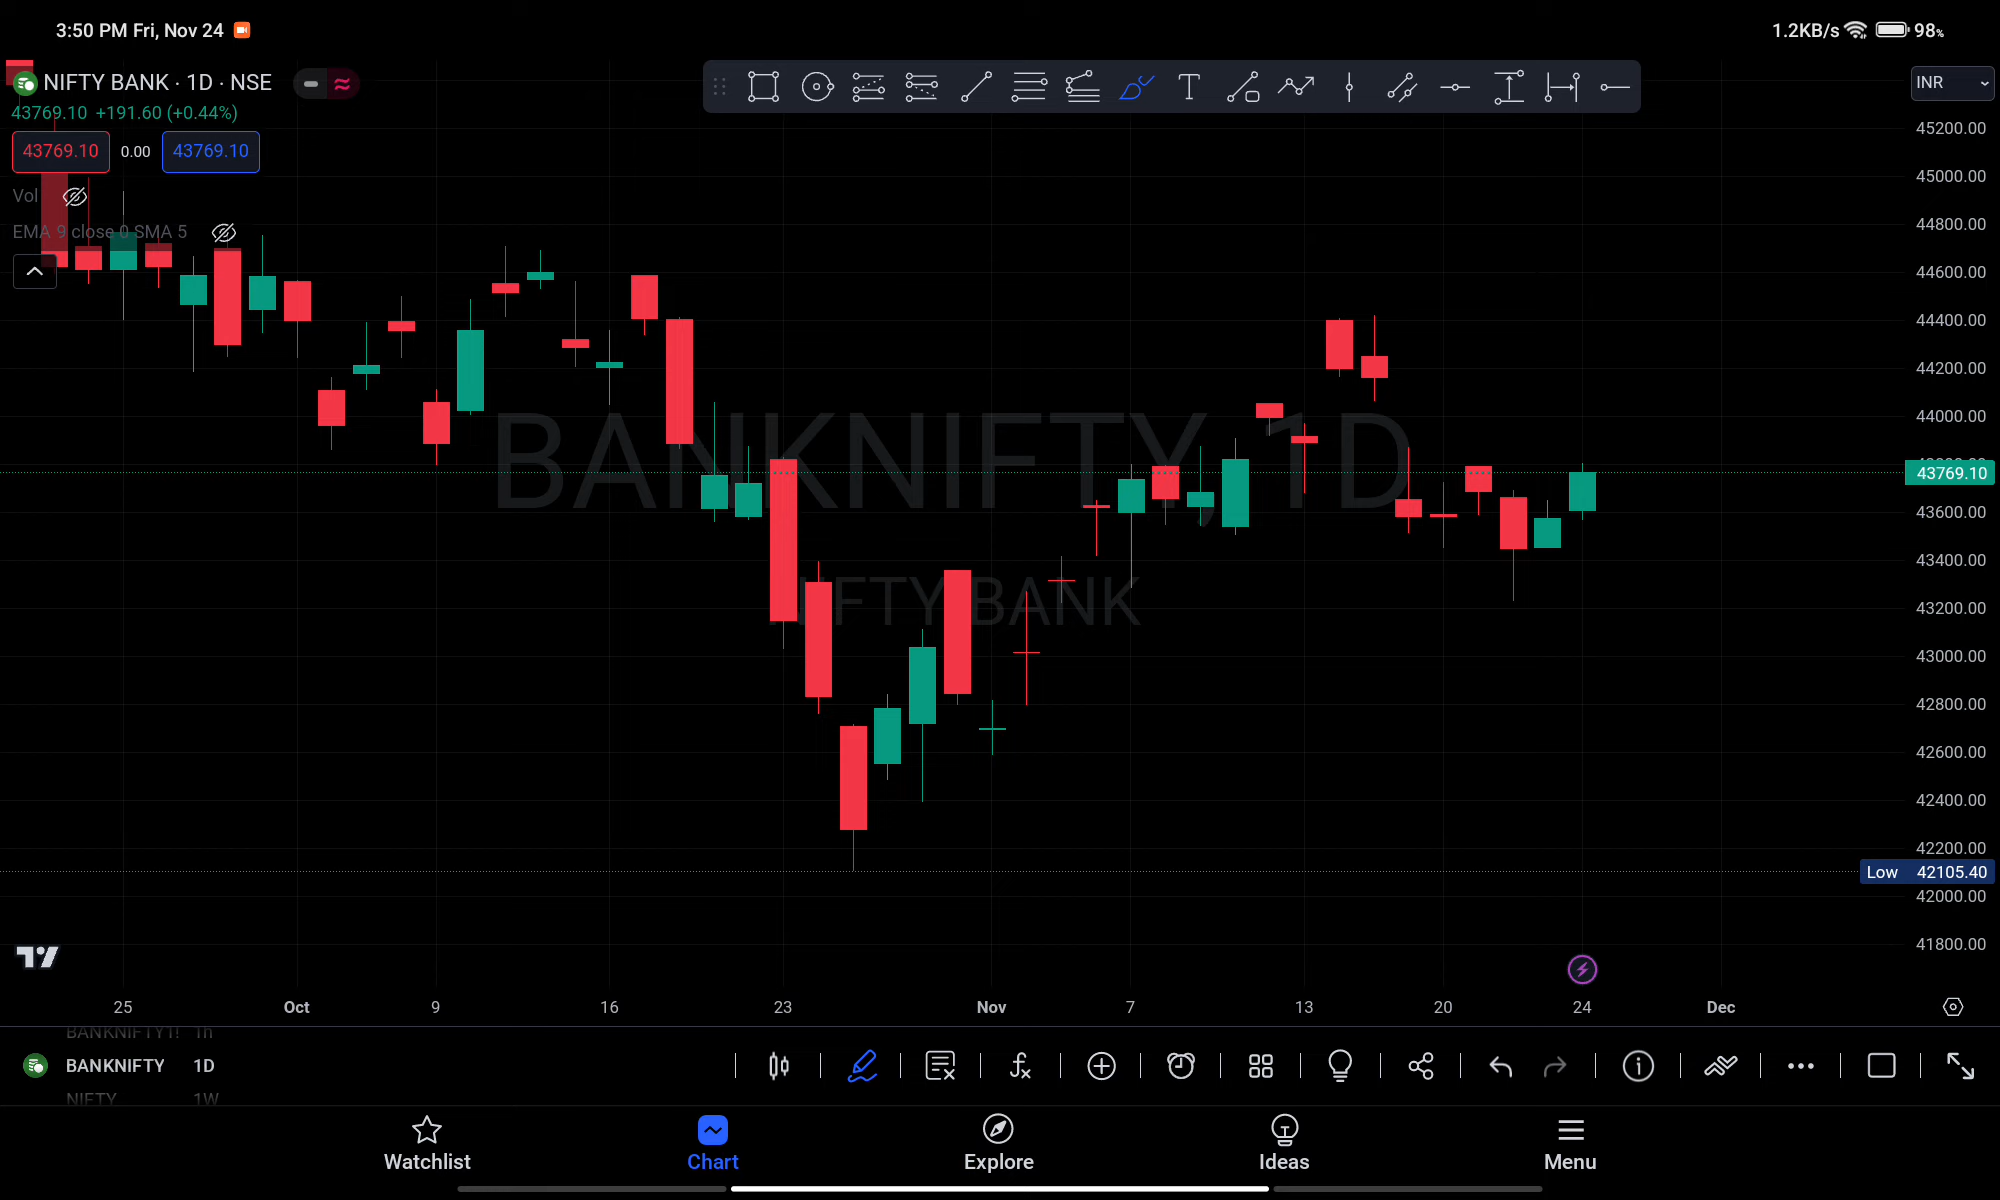 3:50 PM Fri, Nov 24
1.2KB/s 98%
NIFTY BANK · 1D · NSE
INR
43769.10 +191.60 (+0.44%)
43769.10 0.00 43769.10
Vol
EMA 9 close 0 SMA 5
BANKNIFTY, 1D
NIFTY BANK
45200.00
45000.00
44800.00
44600.00
44400.00
44200.00
44000.00
43769.10
43600.00
43400.00
43200.00
43000.00
42800.00
42600.00
42400.00
42200.00
Low 42105.40
42000.00
41800.00
25 Oct 9 16 23 Nov 7 13 20 24 Dec
BANKNIFTY1! 1h
BANKNIFTY 1D
NIFTY 1W
Watchlist Chart Explore Ideas Menu